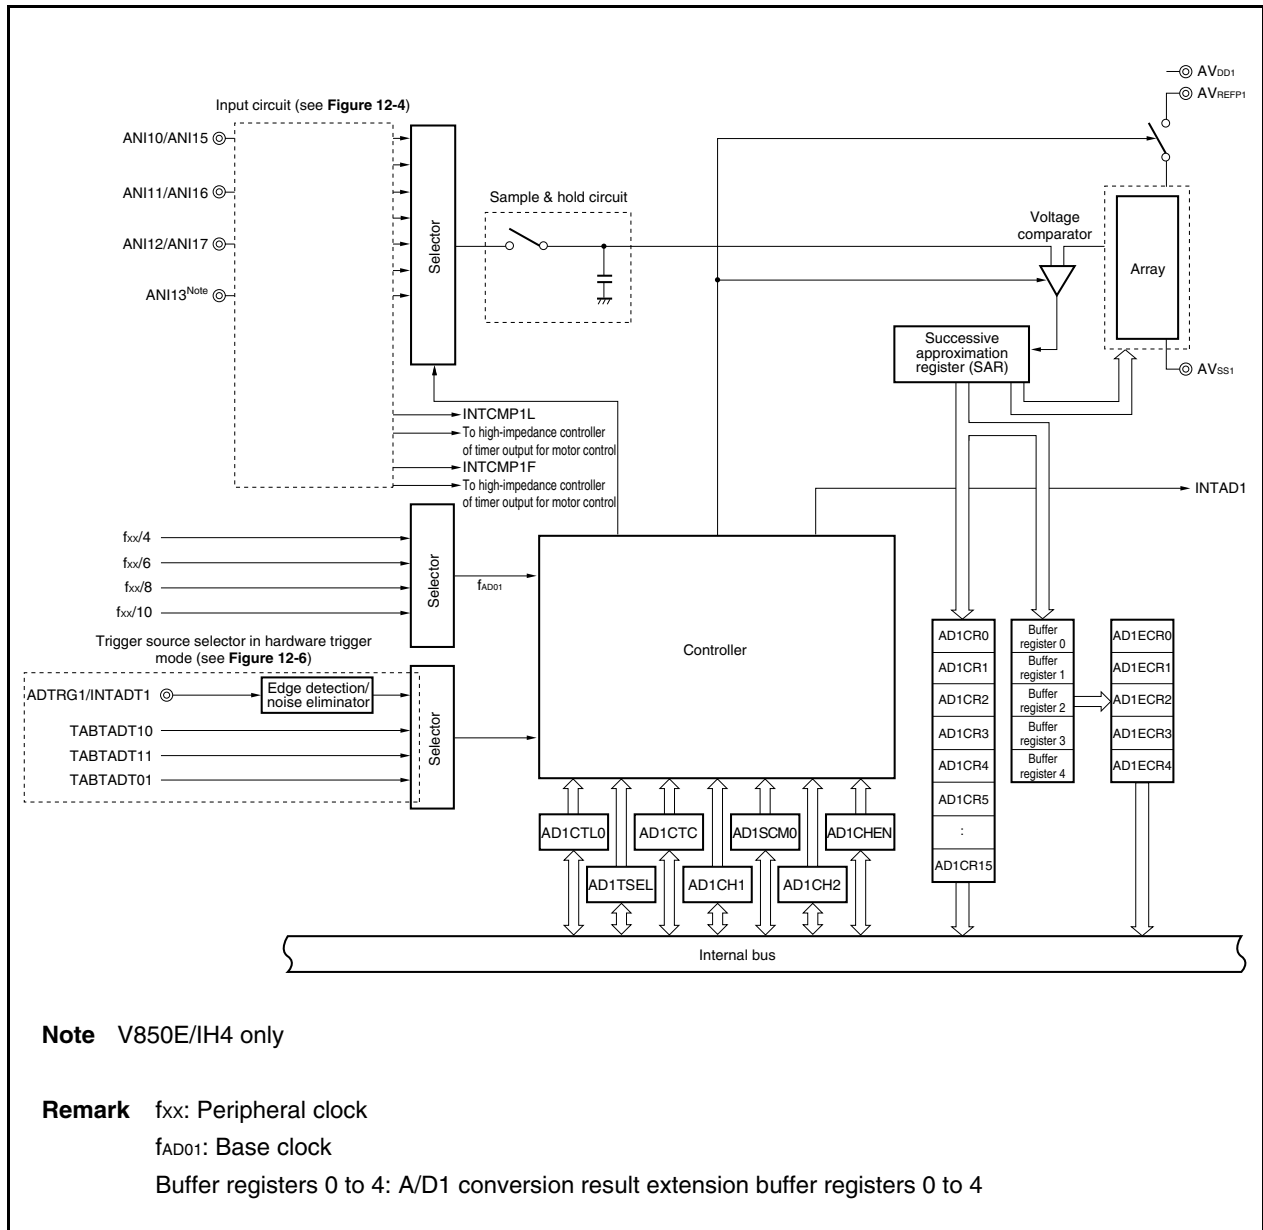 AVDD1
AVREFP1
Input circuit (see Figure 12-4)
ANI10/ANI15
ANI11/ANI16
ANI12/ANI17
ANI13Note
Selector
Sample & hold circuit
Voltage
comparator
Array
Successive
approximation
register (SAR)
AVSS1
INTCMP1L
To high-impedance controller
of timer output for motor control
INTCMP1F
To high-impedance controller
of timer output for motor control
INTAD1
fxx/4
fxx/6
fxx/8
fxx/10
Selector
fAD01
Trigger source selector in hardware trigger
mode (see Figure 12-6)
ADTRG1/INTADT1
Edge detection/
noise eliminator
TABTADT10
TABTADT11
TABTADT01
Selector
Controller
AD1CR0
AD1CR1
AD1CR2
AD1CR3
AD1CR4
AD1CR5
:
AD1CR15
Buffer
register 0
Buffer
register 1
Buffer
register 2
Buffer
register 3
Buffer
register 4
AD1ECR0
AD1ECR1
AD1ECR2
AD1ECR3
AD1ECR4
AD1CTL0
AD1CTC
AD1SCM0
AD1CHEN
AD1TSEL
AD1CH1
AD1CH2
Internal bus
Note V850E/IH4 only
Remark fxx: Peripheral clock
fAD01: Base clock
Buffer registers 0 to 4: A/D1 conversion result extension buffer registers 0 to 4